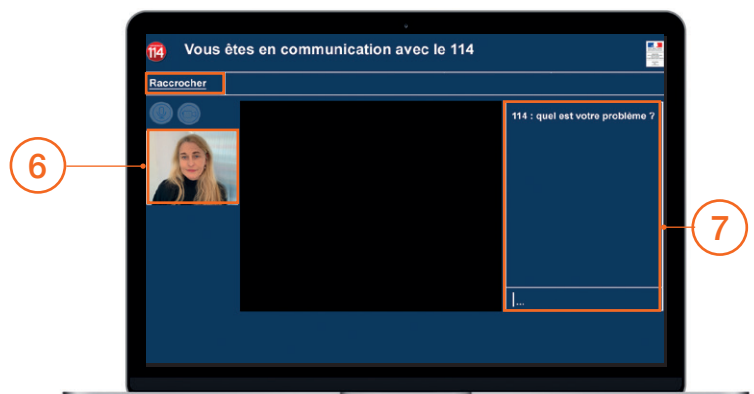 114
Vous êtes en communication avec le 114
Raccrocher
114 : quel est votre problème ?
...
6
7